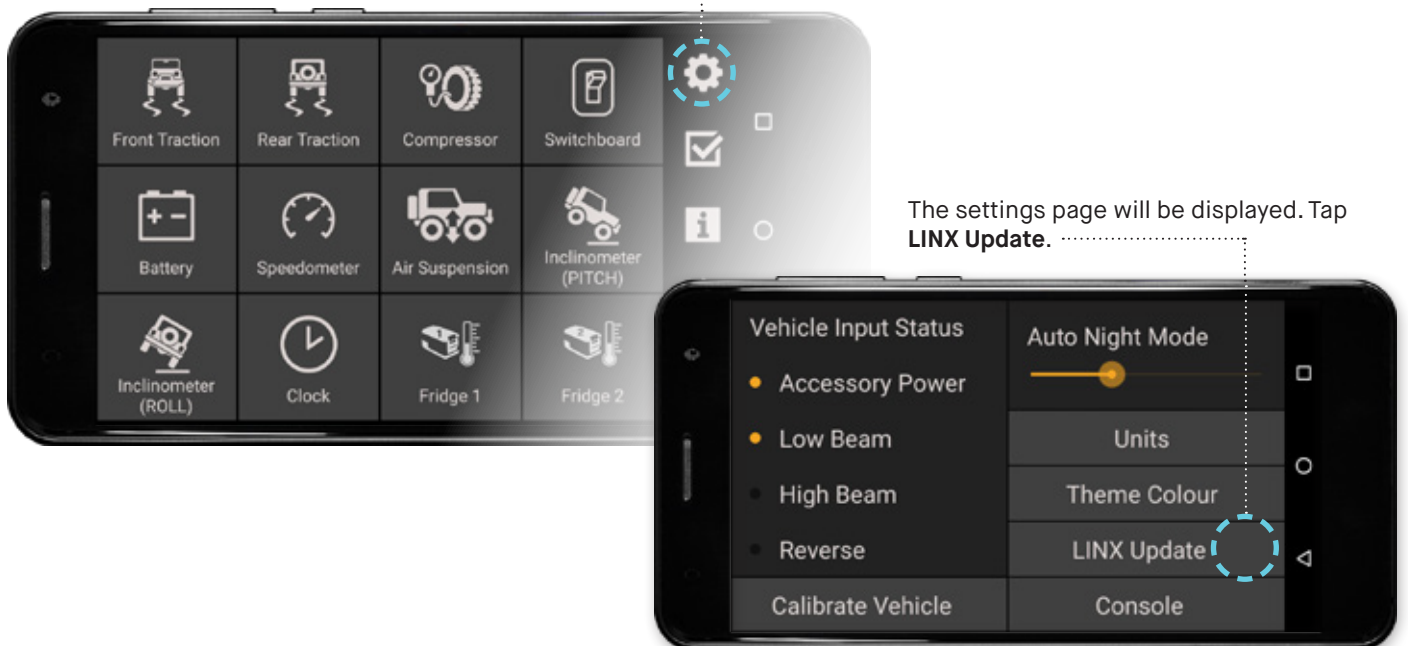 Front Traction
Rear Traction
Compressor
Switchboard
Battery
Speedometer
Air Suspension
Inclinometer
(PITCH)
Inclinometer
(ROLL)
Clock
1
Fridge 1
2
Fridge 2
The settings page will be displayed. Tap
LINX Update.
Vehicle Input Status
Accessory Power
Low Beam
High Beam
Reverse
Calibrate Vehicle
Auto Night Mode
Units
Theme Colour
LINX Update
Console